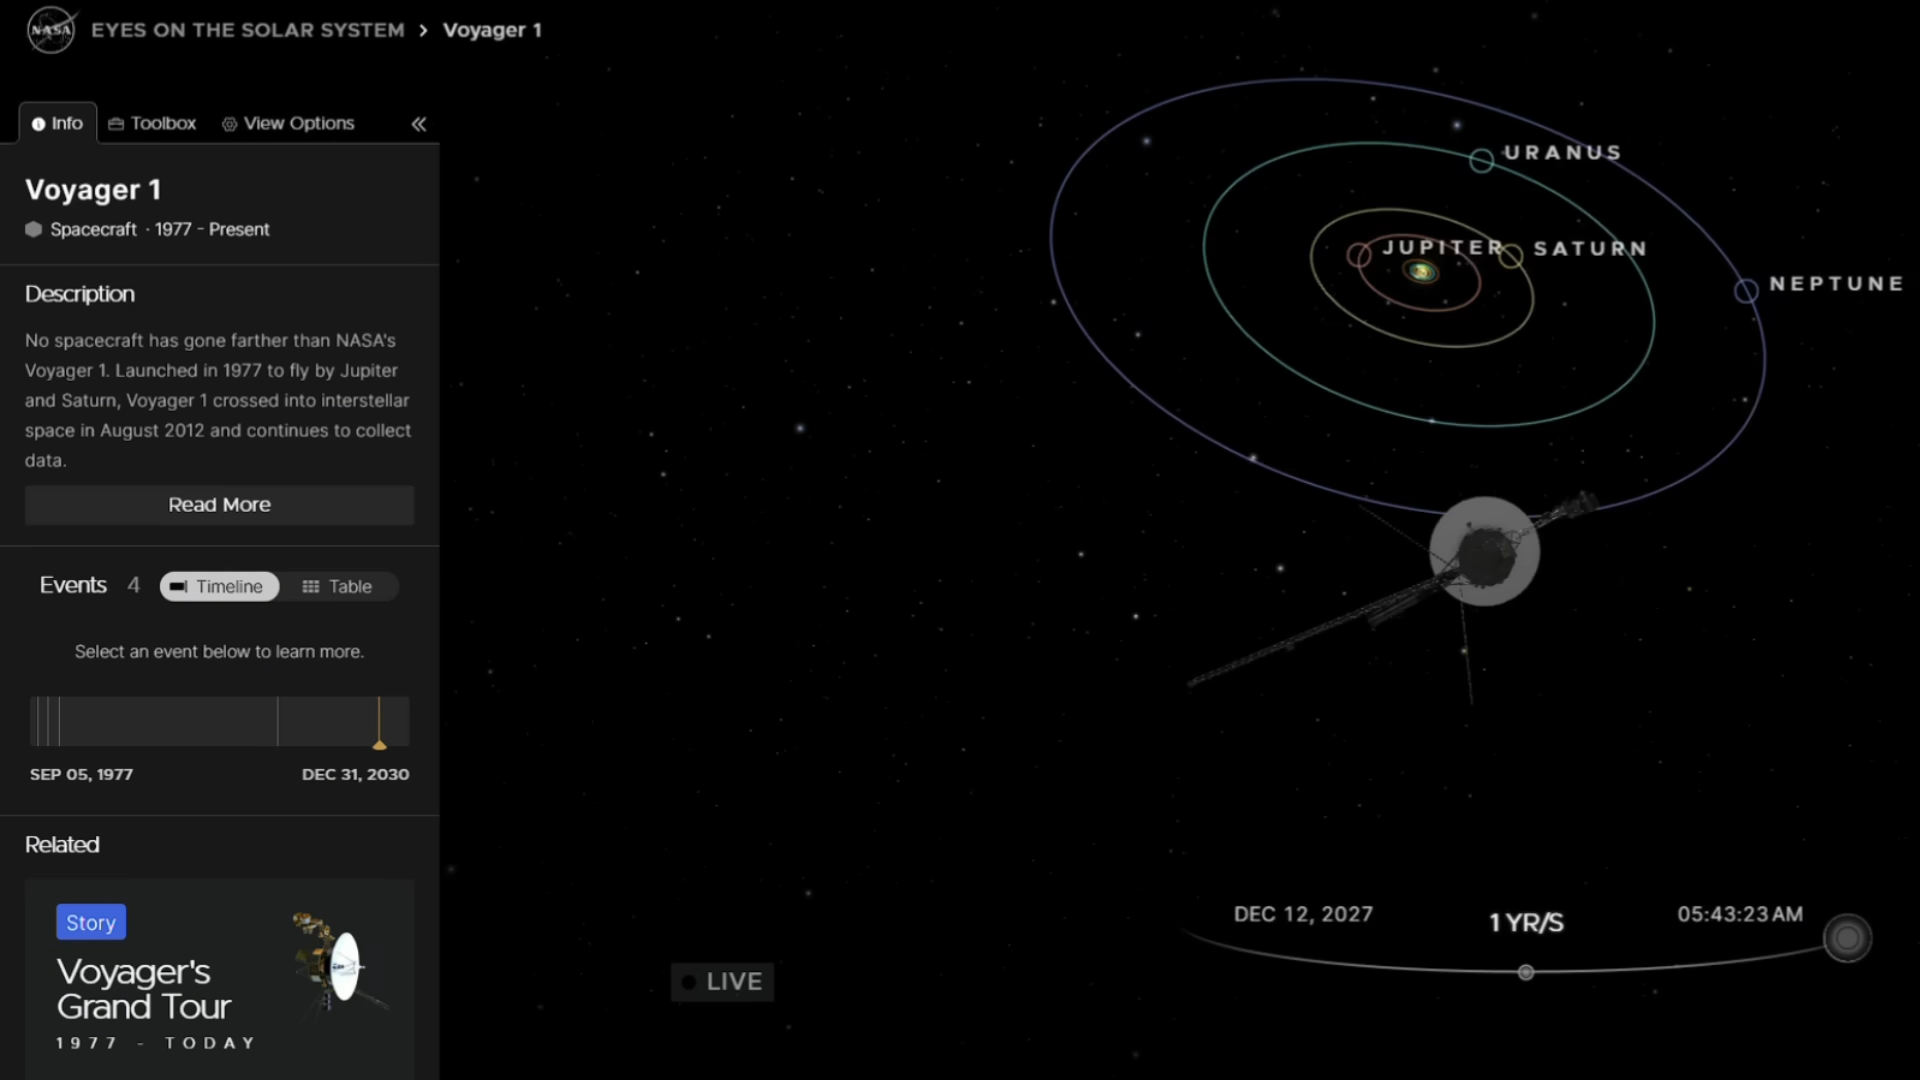 NASA
EYES ON THE SOLAR SYSTEM > Voyager 1
Info
Toolbox
View Options
Voyager 1
Spacecraft · 1977 - Present
Description
No spacecraft has gone farther than NASA's
Voyager 1. Launched in 1977 to fly by Jupiter
and Saturn, Voyager 1 crossed into interstellar
space in August 2012 and continues to collect
data.
Read More
Events 4 Timeline Table
Select an event below to learn more.
SEP 05, 1977 DEC 31, 2030
Related
Story
Voyager's
Grand Tour
1977 - TODAY
URANUS
JUPITER
SATURN
NEPTUNE
DEC 12, 2027
1 YR/S
05:43:23 AM
LIVE